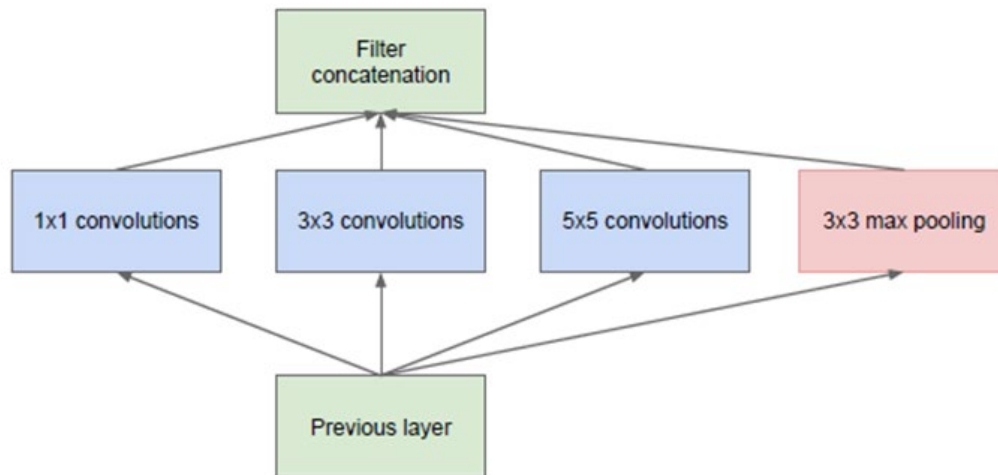 Filter
concatenation
1x1 convolutions
3x3 convolutions
5x5 convolutions
3x3 max pooling
Previous layer